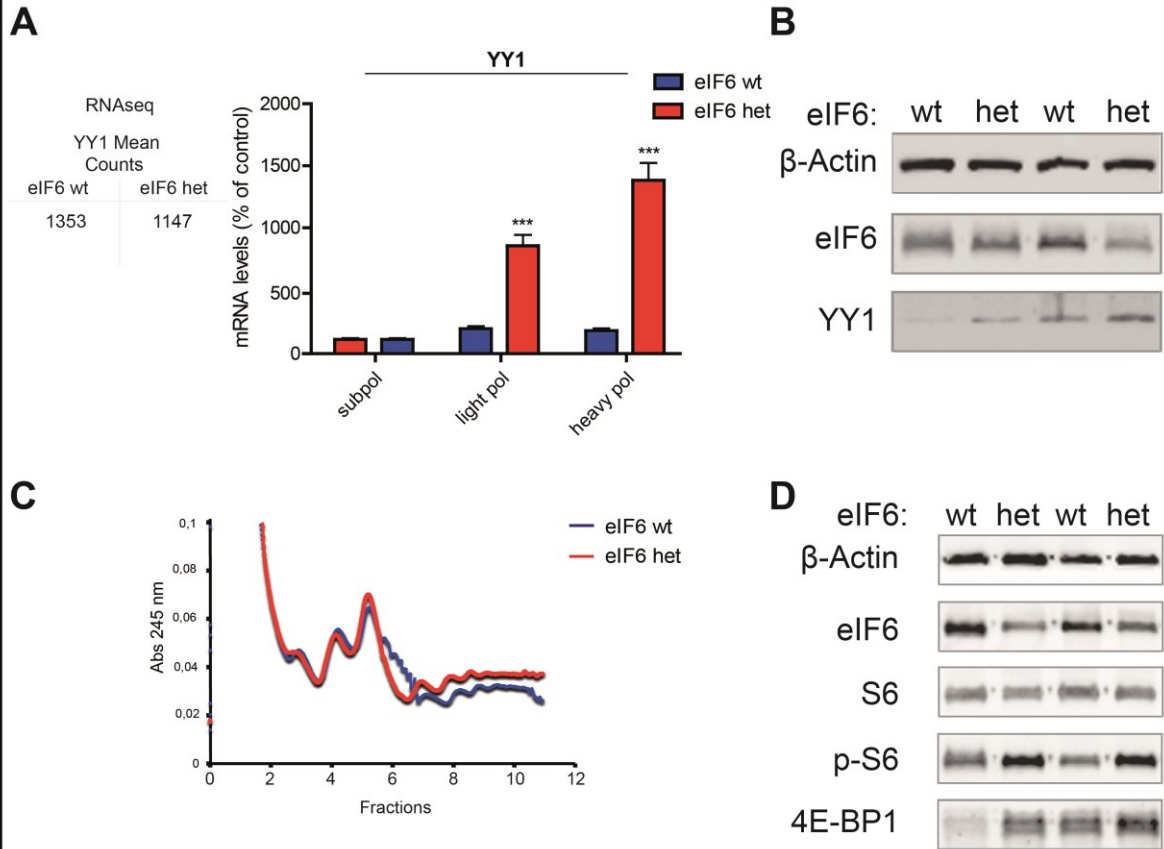 A
YY1
eIF6 wt
eIF6 het
RNAseq
YY1 Mean
Counts
eIF6 wt eIF6 het
1353 1147
mRNA levels (% of control)
2000
1500
1000
500
0
***
***
subpol
light pol
heavy pol
B
eIF6: wt het wt het
β-Actin
eIF6
YY1
C
eIF6 wt
eIF6 het
Abs 245 nm
0,1
0,08
0,06
0,04
0,02
0
0 2 4 6 8 10 12
Fractions
D
eIF6: wt het wt het
β-Actin
eIF6
S6
p-S6
4E-BP1